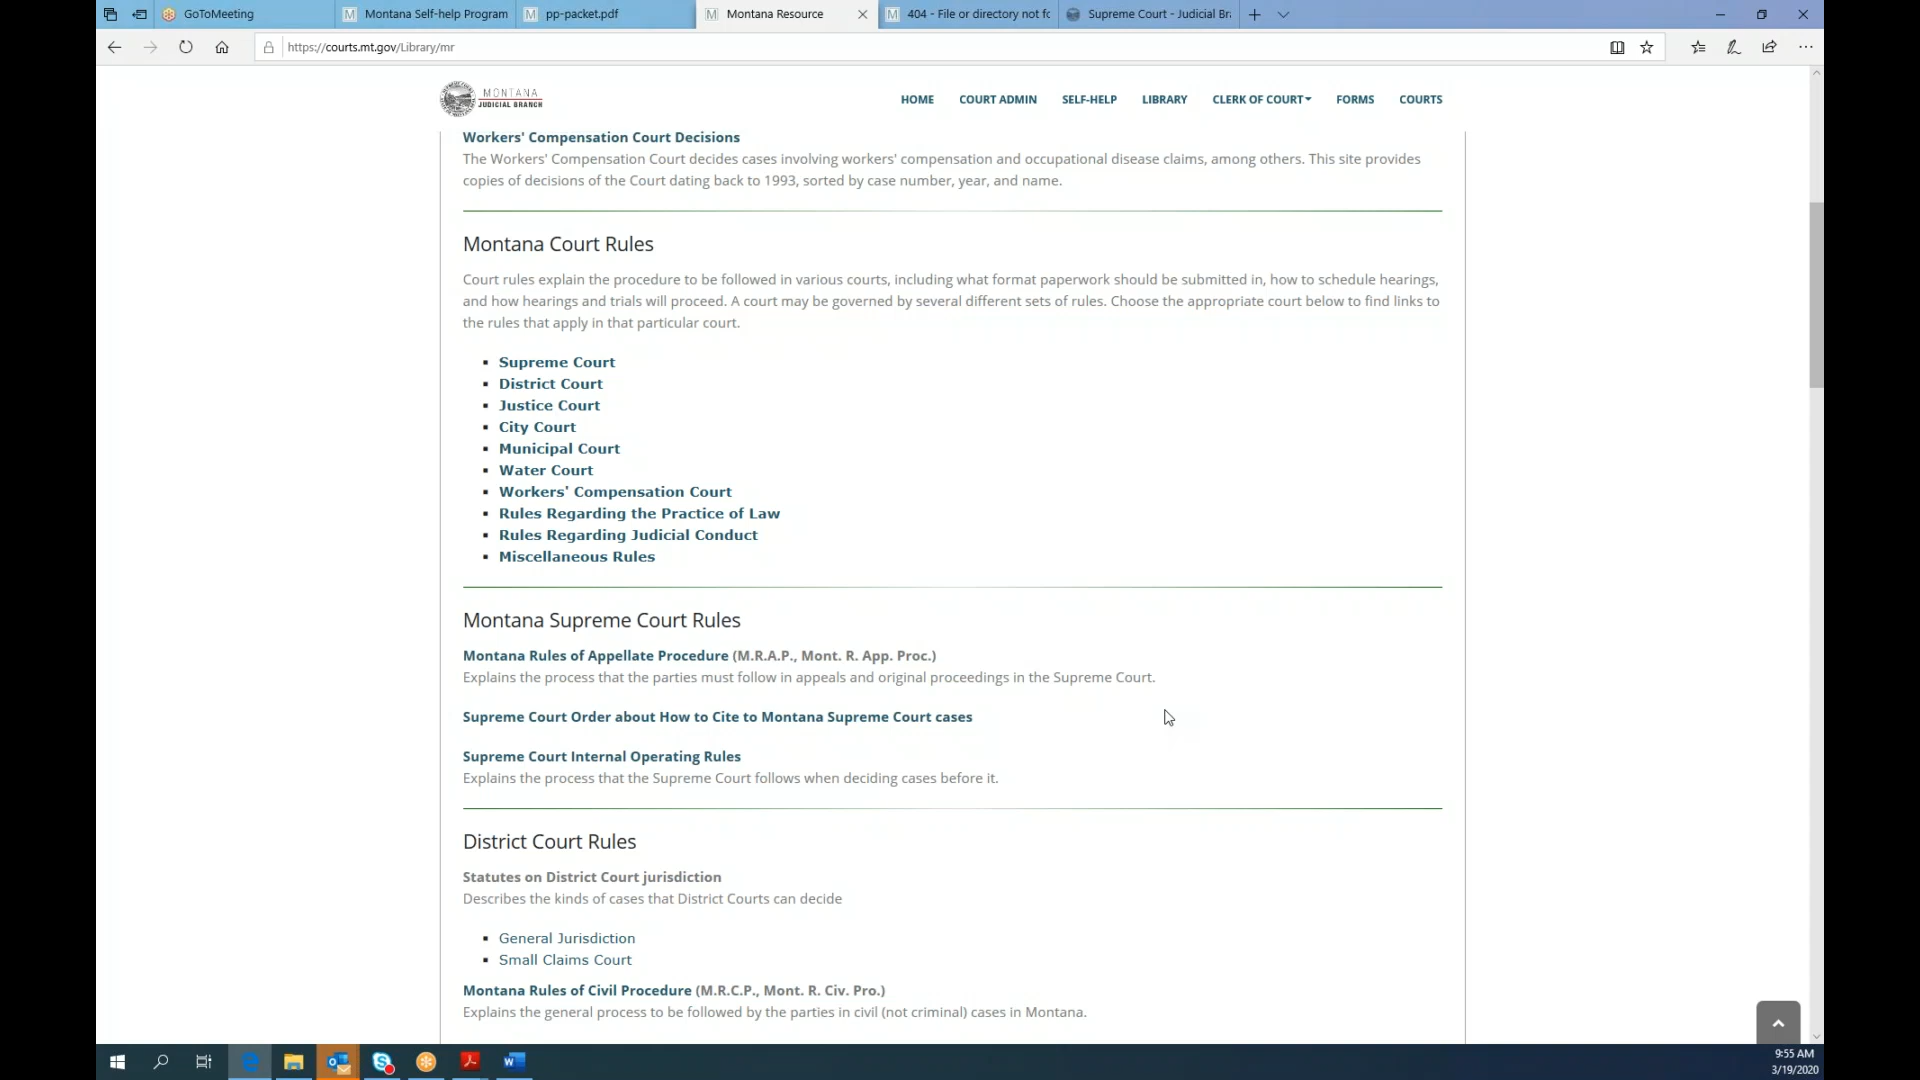 GoToMeeting
Montana Self-help Program
pp-packet.pdf
Montana Resource
404 - File or directory not fo
Supreme Court - Judicial Br
https://courts.mt.gov/Library/mr
MONTANA
JUDICIAL BRANCH
HOME COURT ADMIN SELF-HELP LIBRARY CLERK OF COURT FORMS COURTS
Workers' Compensation Court Decisions
The Workers' Compensation Court decides cases involving workers' compensation and occupational disease claims, among others. This site provides
copies of decisions of the Court dating back to 1993, sorted by case number, year, and name.
Montana Court Rules
Court rules explain the procedure to be followed in various courts, including what format paperwork should be submitted in, how to schedule hearings,
and how hearings and trials will proceed. A court may be governed by several different sets of rules. Choose the appropriate court below to find links to
the rules that apply in that particular court.
Supreme Court
District Court
Justice Court
City Court
Municipal Court
Water Court
Workers' Compensation Court
Rules Regarding the Practice of Law
Rules Regarding Judicial Conduct
Miscellaneous Rules
Montana Supreme Court Rules
Montana Rules of Appellate Procedure (M.R.A.P., Mont. R. App. Proc.)
Explains the process that the parties must follow in appeals and original proceedings in the Supreme Court.
Supreme Court Order about How to Cite to Montana Supreme Court cases
Supreme Court Internal Operating Rules
Explains the process that the Supreme Court follows when deciding cases before it.
District Court Rules
Statutes on District Court jurisdiction
Describes the kinds of cases that District Courts can decide
General Jurisdiction
Small Claims Court
Montana Rules of Civil Procedure (M.R.C.P., Mont. R. Civ. Pro.)
Explains the general process to be followed by the parties in civil (not criminal) cases in Montana.
9:55 AM
3/19/2020